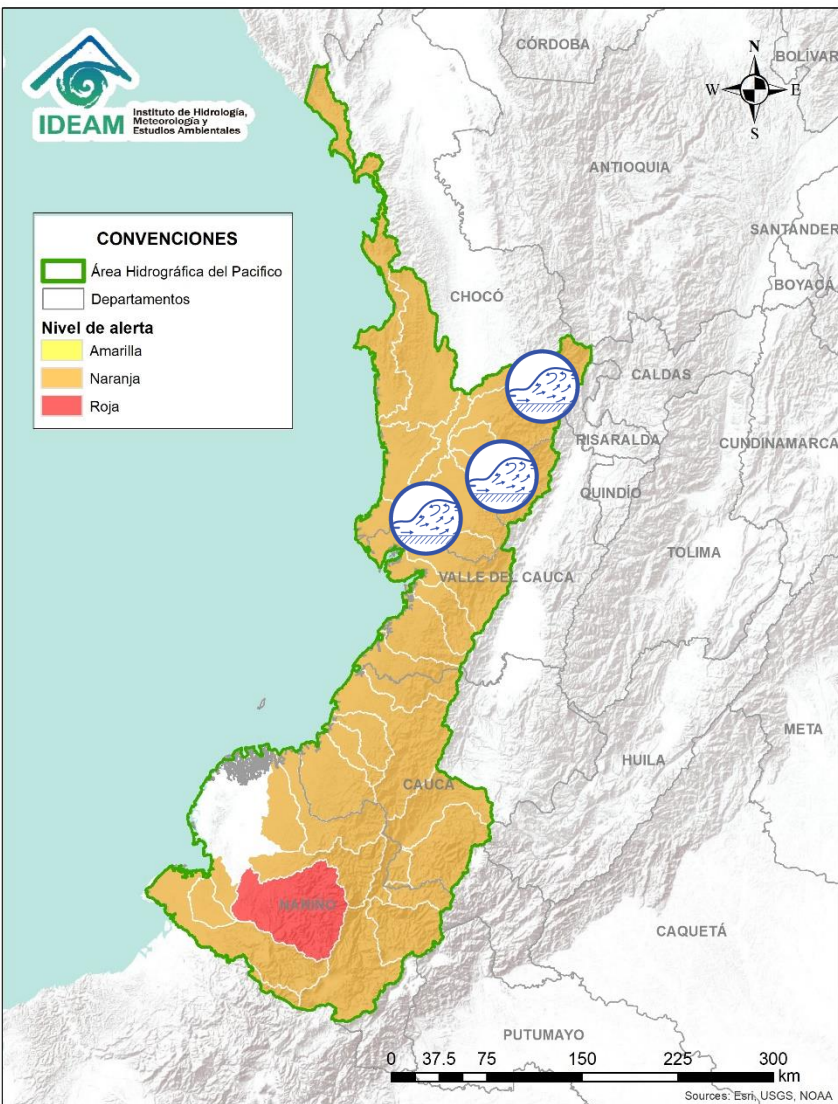 IDEAM
Instituto de Hidrología,
Meteorología y
Estudios Ambientales
CÓRDOBA
BOLÍVAR
N
W
E
S
ANTIOQUIA
SANTANDER
BOYACÁ
CONVENCIONES
Área Hidrográfica del Pacifico
Departamentos
Nivel de alerta
Amarilla
Naranja
Roja
CHOCÓ
CALDAS
RISARALDA
CUNDINAMARCA
QUINDÍO
TOLIMA
VALLE DEL CAUCA
META
HUILA
CAUCA
NARIÑO
CAQUETÁ
PUTUMAYO
0 37.5 75 150 225 300
km
Sources: Esri, USGS, NOAA